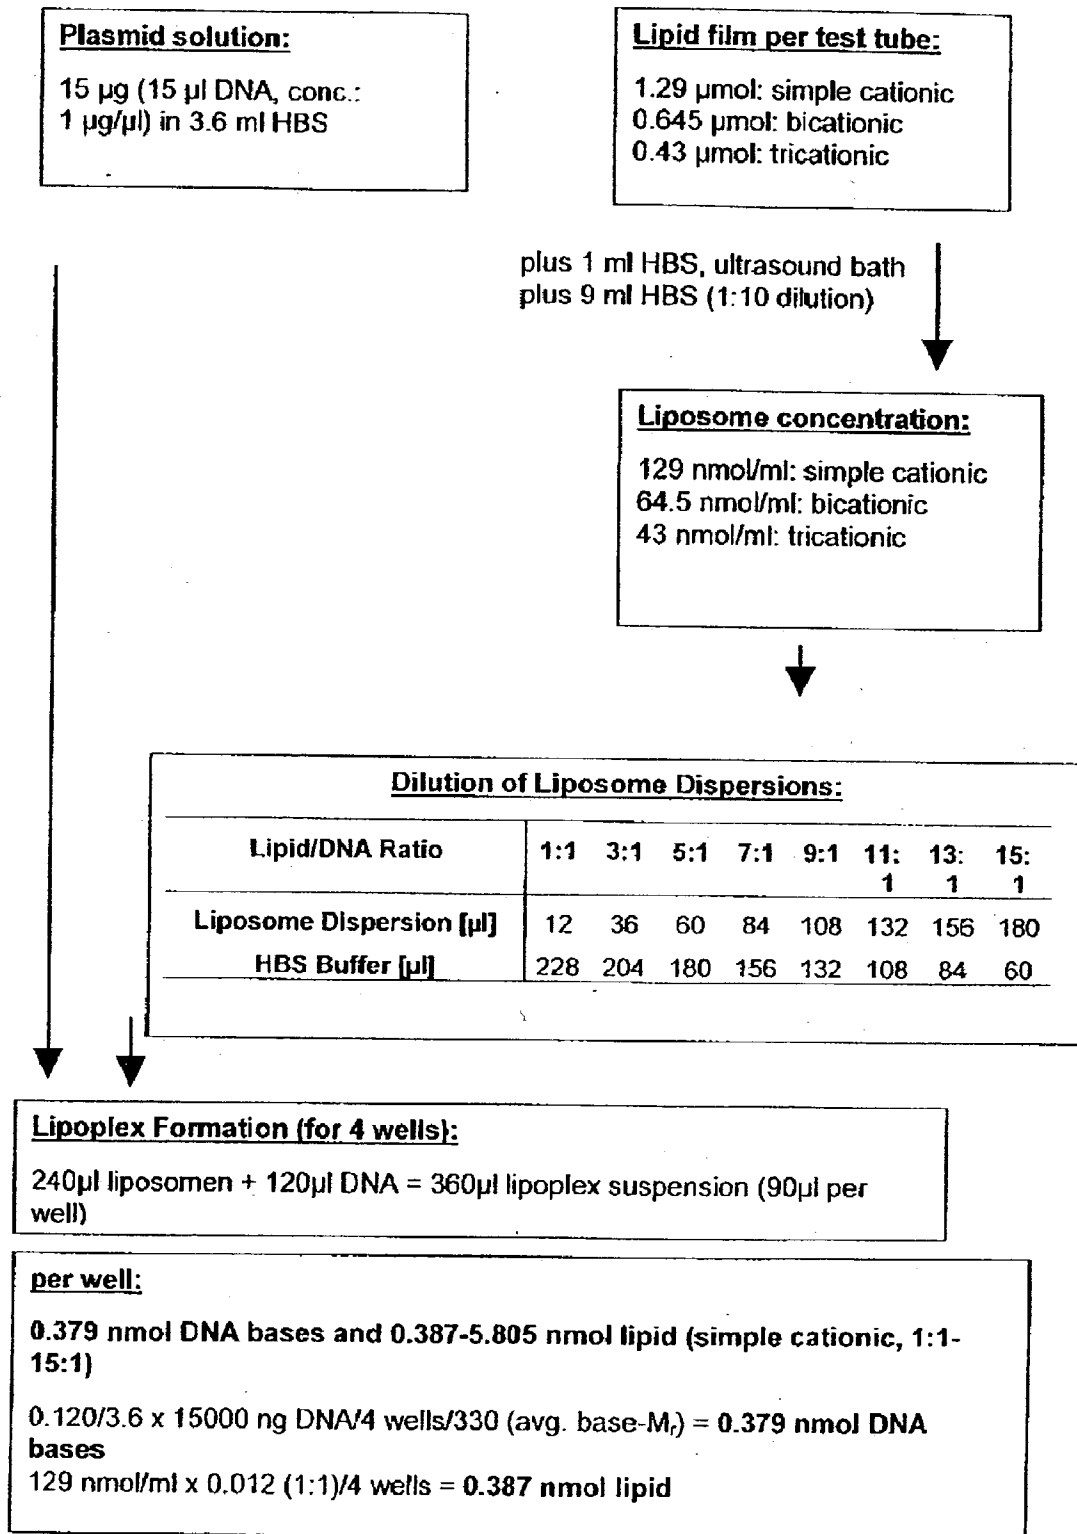 Plasmid solution:
15 µg (15 µl DNA, conc.:
1 µg/µl) in 3.6 ml HBS
Lipid film per test tube:
1.29 µmol: simple cationic
0.645 µmol: bicationic
0.43 µmol: tricationic
plus 1 ml HBS, ultrasound bath
plus 9 ml HBS (1:10 dilution)
Liposome concentration:
129 nmol/ml: simple cationic
64.5 nmol/ml: bicationic
43 nmol/ml: tricationic
Dilution of Liposome Dispersions:
Lipid/DNA Ratio 1:1 3:1 5:1 7:1 9:1 11: 13: 15:
1 1 1
Liposome Dispersion [µl] 12 36 60 84 108 132 156 180
HBS Buffer [µl] 228 204 180 156 132 108 84 60
Lipoplex Formation (for 4 wells):
240µl liposomen + 120µl DNA = 360µl lipoplex suspension (90µl per
well)
per well:
0.379 nmol DNA bases and 0.387-5.805 nmol lipid (simple cationic, 1:1-
15:1)
0.120/3.6 x 15000 ng DNA/4 wells/330 (avg. base-Mr) = 0.379 nmol DNA
bases
129 nmol/ml x 0.012 (1:1)/4 wells = 0.387 nmol lipid